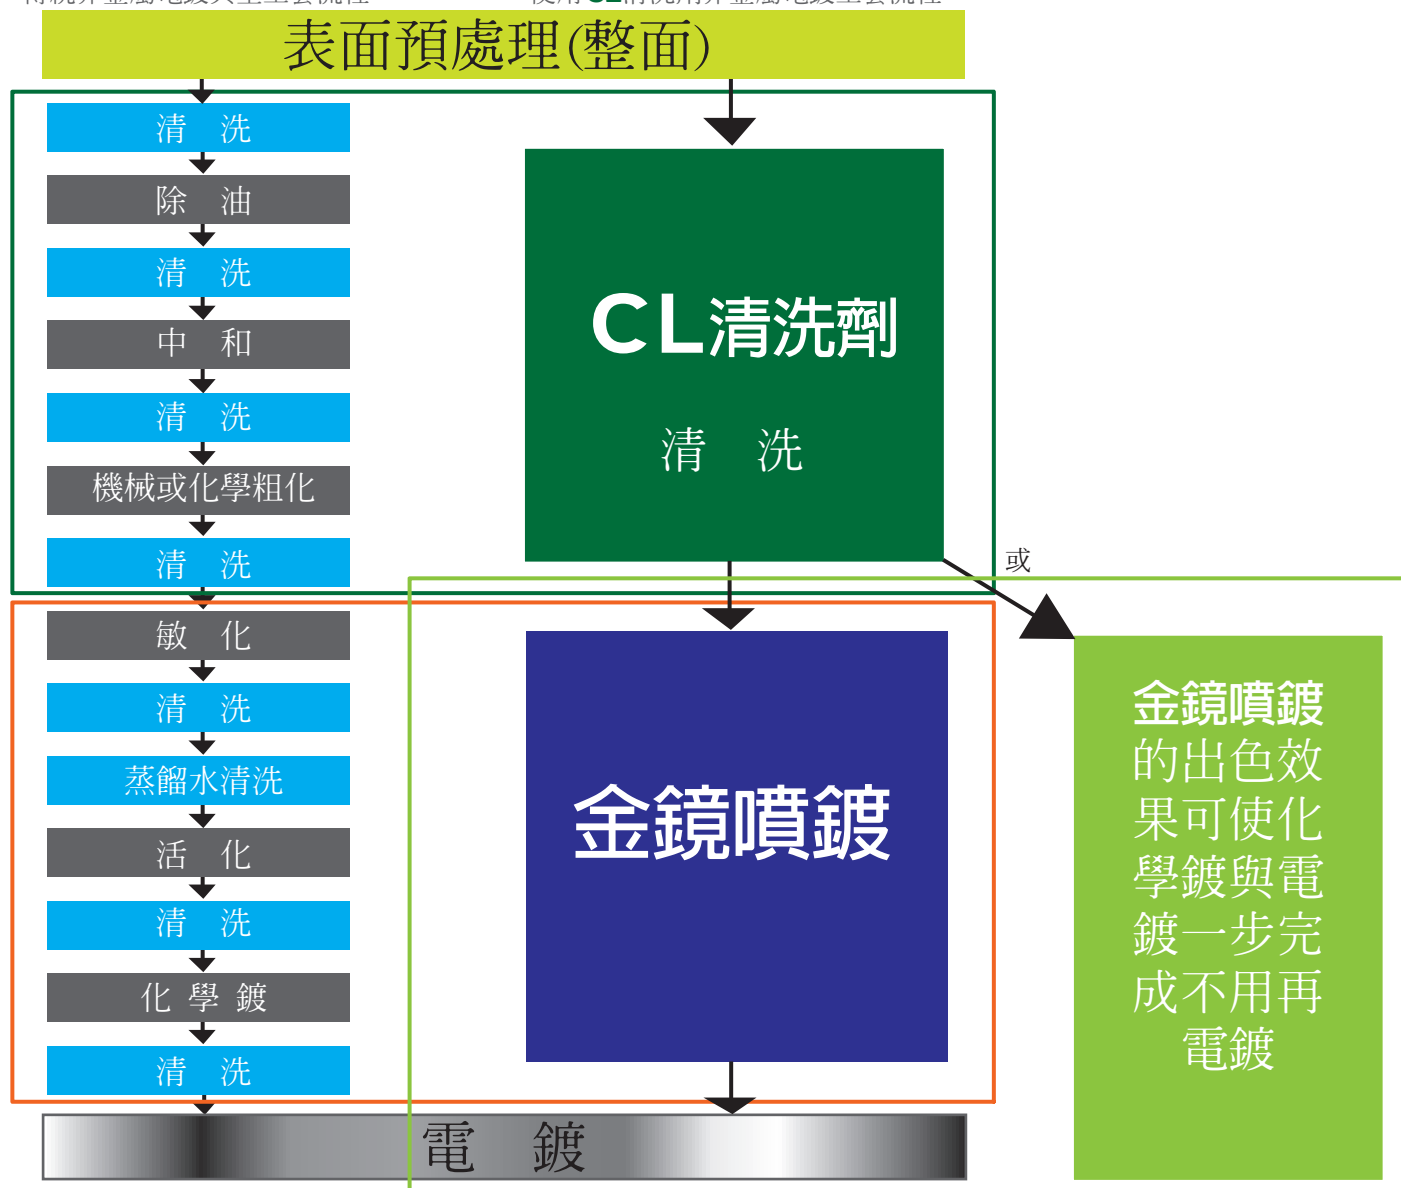 表面預處理(整面)
清 洗
除 油
清 洗
中 和
清 洗
機械或化學粗化
清 洗
敏 化
清 洗
蒸餾水清洗
活 化
清 洗
化 學 鍍
清 洗
CL清洗劑
清 洗
或
金鏡噴鍍
金鏡噴鍍
的出色效
果可使化
學鍍與電
鍍一步完
成不用再
電鍍
電 鍍